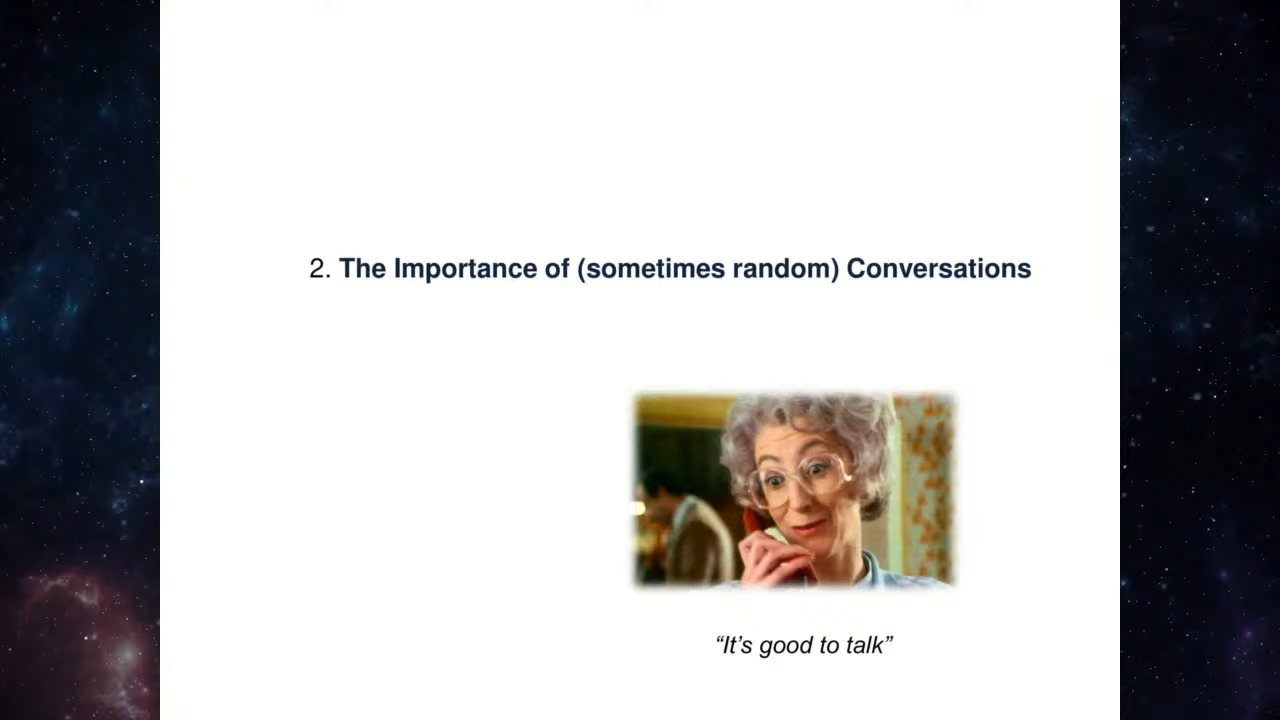 2. The Importance of (sometimes random) Conversations
“It’s good to talk”